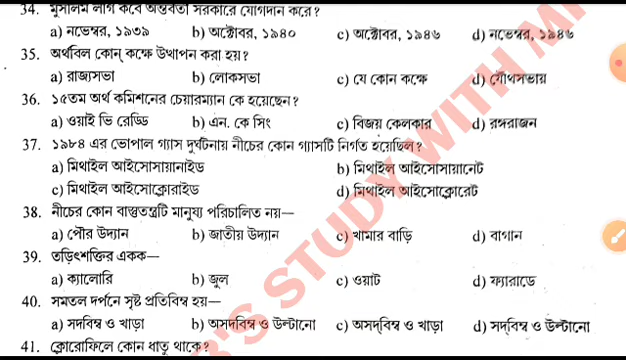 34. মুসলিম লীগ কবে অন্তর্বর্তী সরকারে যোগদান করে?
a) নভেম্বর, ১৯৩৯ b) অক্টোবর, ১৯৪০ c) অক্টোবর, ১৯৪৬ d) নভেম্বর, ১৯৪৬
35. অর্থবিল কোন্ কক্ষে উত্থাপন করা হয়?
a) রাজ্যসভা b) লোকসভা c) যে কোন কক্ষে d) যৌথসভায়
36. ১৫তম অর্থ কমিশনের চেয়ারম্যান কে হয়েছেন?
a) ওয়াই ভি রেড্ডি b) এন. কে সিং c) বিজয় কেলকার d) রঙ্গরাজন
37. ১৯৮৪ এর ভোপাল গ্যাস দুর্ঘটনায় নীচের কোন গ্যাসটি নির্গত হয়েছিল?
a) মিথাইল আইসোসায়ানাইড b) মিথাইল আইসোসায়ানেট
c) মিথাইল আইসোক্লোরাইড d) মিথাইল আইসোক্লোরেট
38. নীচের কোন বাস্তুতন্ত্রটি মানুষ্য পরিচালিত নয়—
a) পৌর উদ্যান b) জাতীয় উদ্যান c) খামার বাড়ি d) বাগান
39. তড়িৎশক্তির একক—
a) ক্যালোরি b) জুল c) ওয়াট d) ফ্যারাডে
40. সমতল দর্পনে সৃষ্ট প্রতিবিম্ব হয়—
a) সদবিম্ব ও খাড়া b) অসদবিম্ব ও উল্টানো c) অসদ্‌বিম্ব ও খাড়া d) সদ্‌বিম্ব ও উল্টানো
41. ক্লোরোফিলে কোন ধাতু থাকে?
'S STUDY WITH